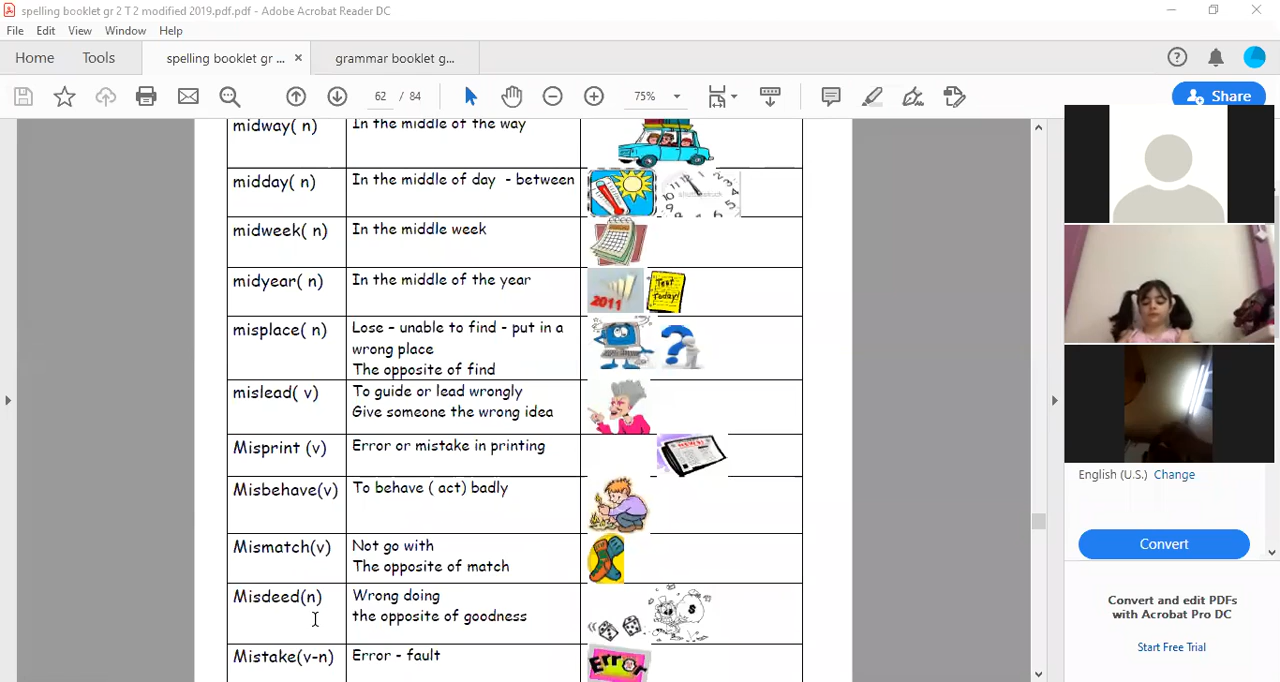 spelling booklet gr 2 T 2 modified 2019.pdf.pdf - Adobe Acrobat Reader DC
File Edit View Window Help
Home Tools spelling booklet gr ... × grammar booklet g...
62 / 84 75%
Share
midway( n) In the middle of the way
midday( n) In the middle of day - between
midweek( n) In the middle week
midyear( n) In the middle of the year
2011 Test Today!
misplace( n) Lose - unable to find - put in a
wrong place
The opposite of find
mislead( v) To guide or lead wrongly
Give someone the wrong idea
Misprint (v) Error or mistake in printing
NEWS!
Misbehave(v) To behave ( act) badly
Mismatch(v) Not go with
The opposite of match
Misdeed(n) Wrong doing
the opposite of goodness
$
Mistake(v-n) Error - fault
Error
English (U.S.) Change
Convert
Convert and edit PDFs
with Acrobat Pro DC
Start Free Trial